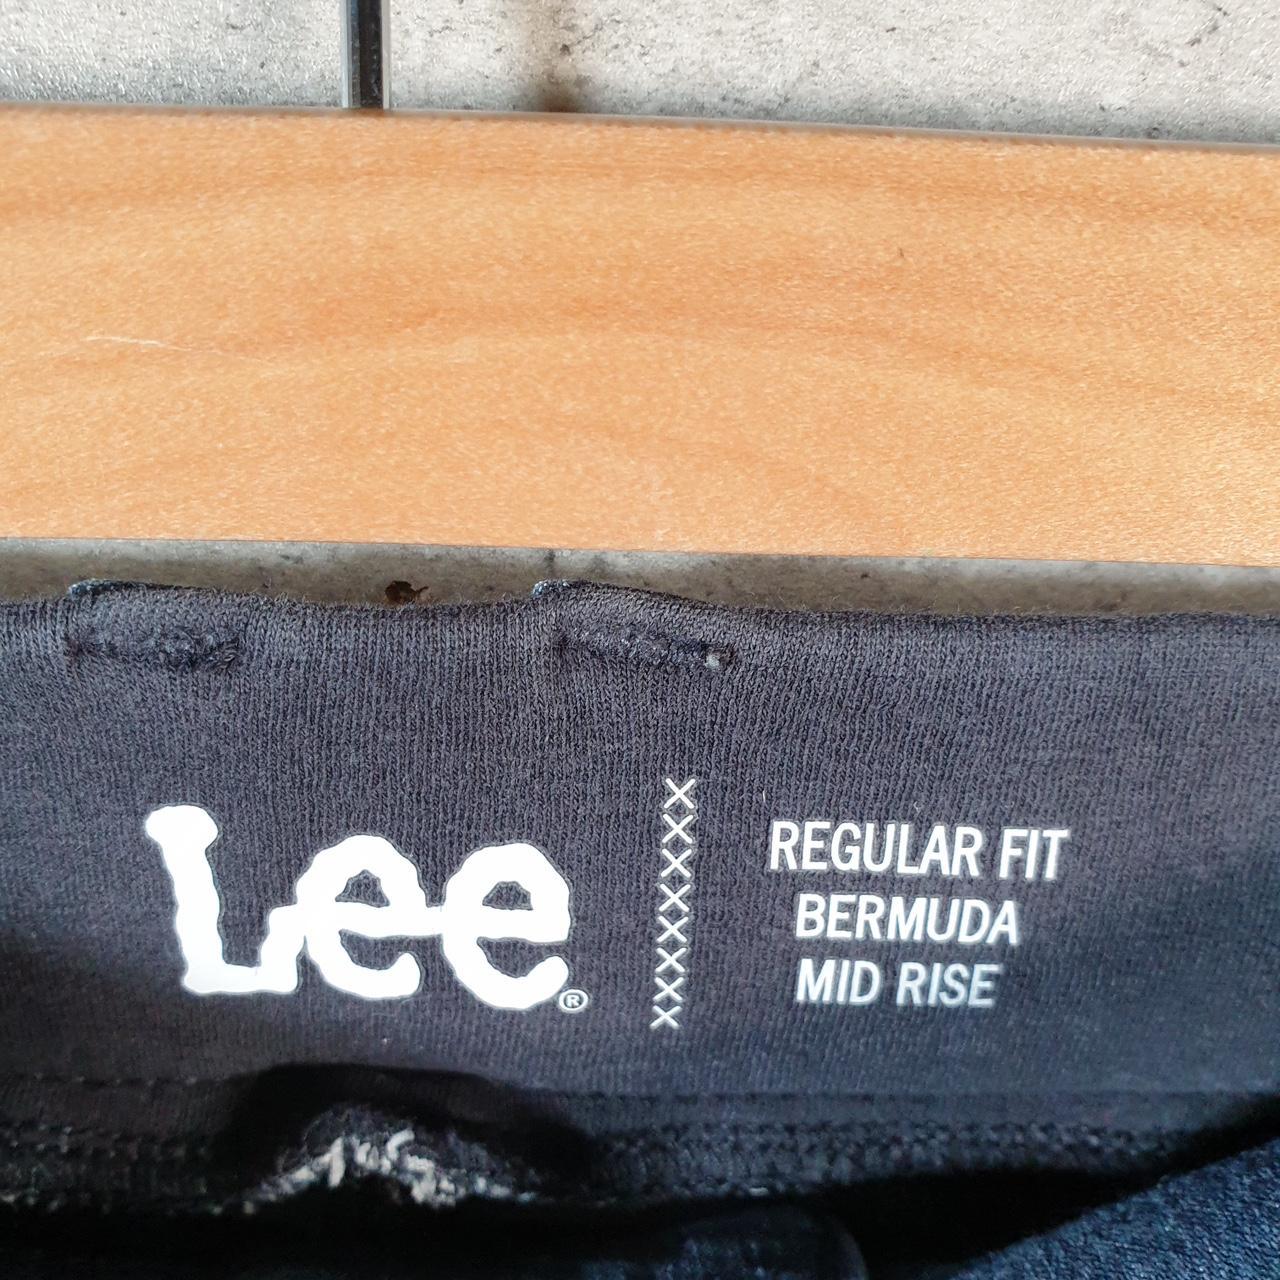 Lee®
REGULAR FIT
BERMUDA
MID RISE